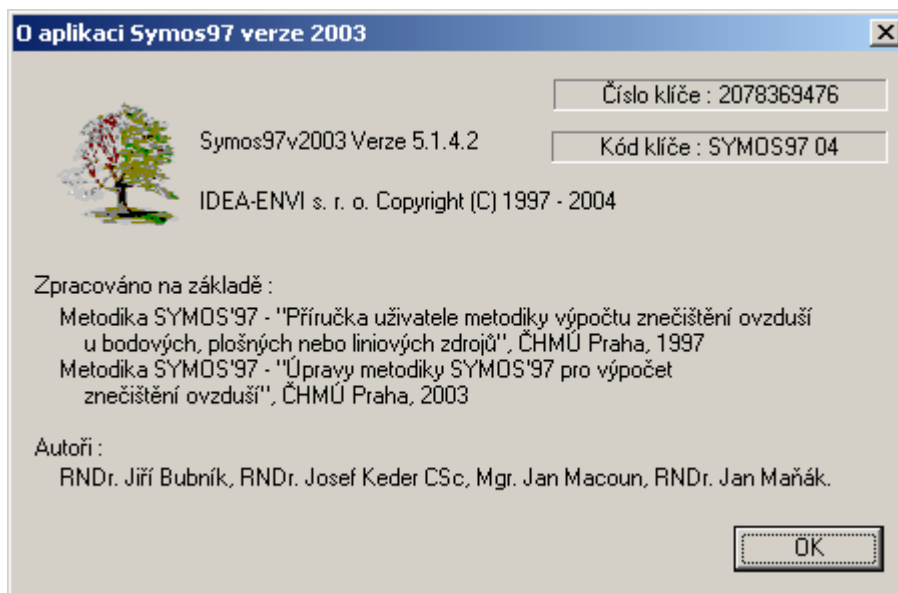 O aplikaci Symos97 verze 2003
Číslo klíče : 2078369476
Symos97v2003 Verze 5.1.4.2
Kód klíče : SYMOS97 04
IDEA-ENVI s. r. o. Copyright (C) 1997 - 2004
Zpracováno na základě :
Metodika SYMOS'97 - "Příručka uživatele metodiky výpočtu znečištění ovzduší
u bodových, plošných nebo liniových zdrojů", ČHMÚ Praha, 1997
Metodika SYMOS'97 - "Úpravy metodiky SYMOS'97 pro výpočet
znečištění ovzduší", ČHMÚ Praha, 2003
Autoři :
RNDr. Jiří Bubník, RNDr. Josef Keder CSc, Mgr. Jan Macoun, RNDr. Jan Maňák.
OK